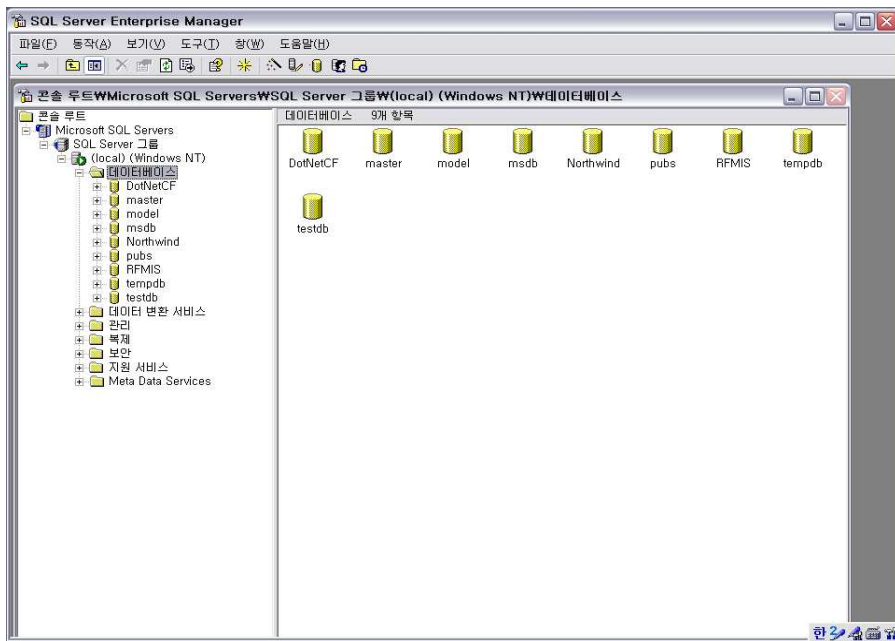 SQL Server Enterprise Manager
파일(F) 동작(A) 보기(V) 도구(T) 창(W) 도움말(H)
콘솔 루트₩Microsoft SQL Servers₩SQL Server 그룹₩(local) (Windows NT)₩데이터베이스
콘솔 루트
Microsoft SQL Servers
SQL Server 그룹
(local) (Windows NT)
데이터베이스
DotNetCF
master
model
msdb
Northwind
pubs
RFMIS
tempdb
testdb
데이터 변환 서비스
관리
복제
보안
지원 서비스
Meta Data Services
데이터베이스 9개 항목
DotNetCF master model msdb Northwind pubs RFMIS tempdb
testdb
한